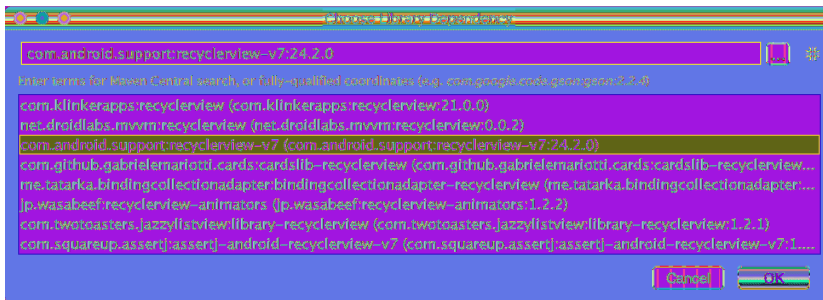 Choose Library Dependency
com.android.support:recyclerview-v7:24.2.0
...
Enter terms for Maven Central search, or fully-qualified coordinates (e.g. com.google.code.gson:gson:2.2.4)
com.klinkerapps:recyclerview (com.klinkerapps:recyclerview:21.0.0)
net.droidlabs.mvvm:recyclerview (net.droidlabs.mvvm:recyclerview:0.0.2)
com.android.support:recyclerview-v7 (com.android.support:recyclerview-v7:24.2.0)
com.github.gabrielemariotti.cards:cardslib-recyclerview (com.github.gabrielemariotti.cards:cardslib-recyclerview...
me.tatarka.bindingcollectionadapter:bindingcollectionadapter-recyclerview (me.tatarka.bindingcollectionadapter:...
jp.wasabeef:recyclerview-animators (jp.wasabeef:recyclerview-animators:1.2.2)
com.twotoasters.jazzylistview:library-recyclerview (com.twotoasters.jazzylistview:library-recyclerview:1.2.1)
com.squareup.assertj:assertj-android-recyclerview-v7 (com.squareup.assertj:assertj-android-recyclerview-v7:1....
Cancel OK